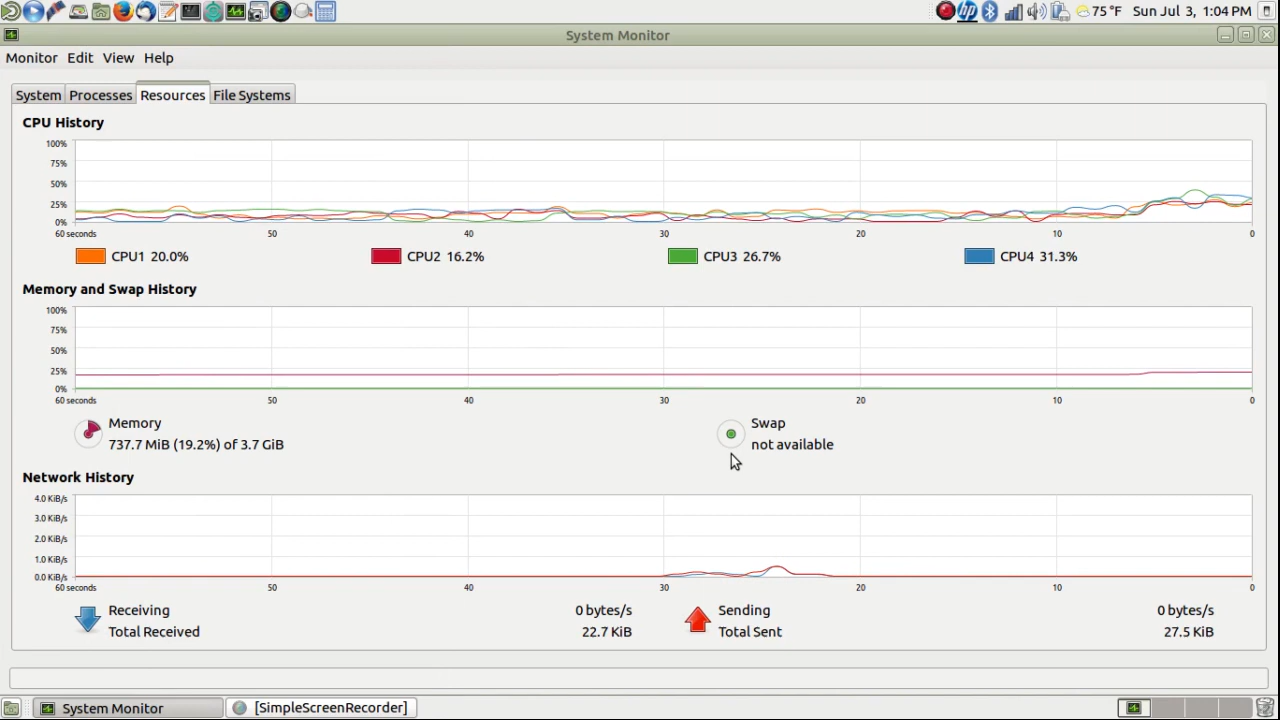 75 °F Sun Jul 3, 1:04 PM
System Monitor
Monitor Edit View Help
System Processes Resources File Systems
CPU History
100%
75%
50%
25%
0%
60 seconds 50 40 30 20 10 0
CPU1 20.0% CPU2 16.2% CPU3 26.7% CPU4 31.3%
Memory and Swap History
100%
75%
50%
25%
0%
60 seconds 50 40 30 20 10 0
Memory Swap
737.7 MiB (19.2%) of 3.7 GiB not available
Network History
4.0 KiB/s
3.0 KiB/s
2.0 KiB/s
1.0 KiB/s
0.0 KiB/s
60 seconds 50 40 30 20 10 0
Receiving 0 bytes/s Sending 0 bytes/s
Total Received 22.7 KiB Total Sent 27.5 KiB
System Monitor [SimpleScreenRecorder]